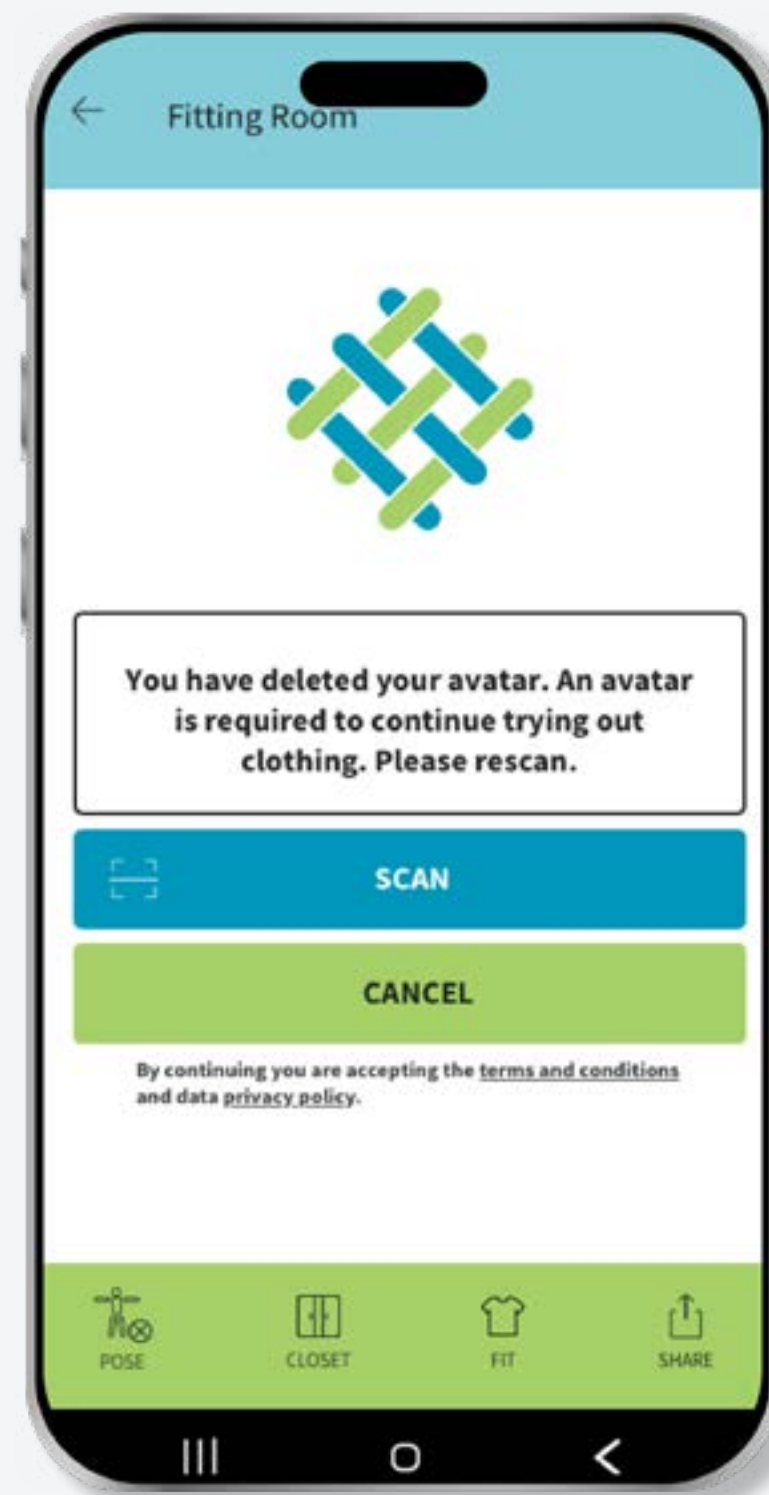 Fitting Room
You have deleted your avatar. An avatar
is required to continue trying out
clothing. Please rescan.
SCAN
CANCEL
By continuing you are accepting the terms and conditions
and data privacy policy.
POSE
CLOSET
FIT
SHARE